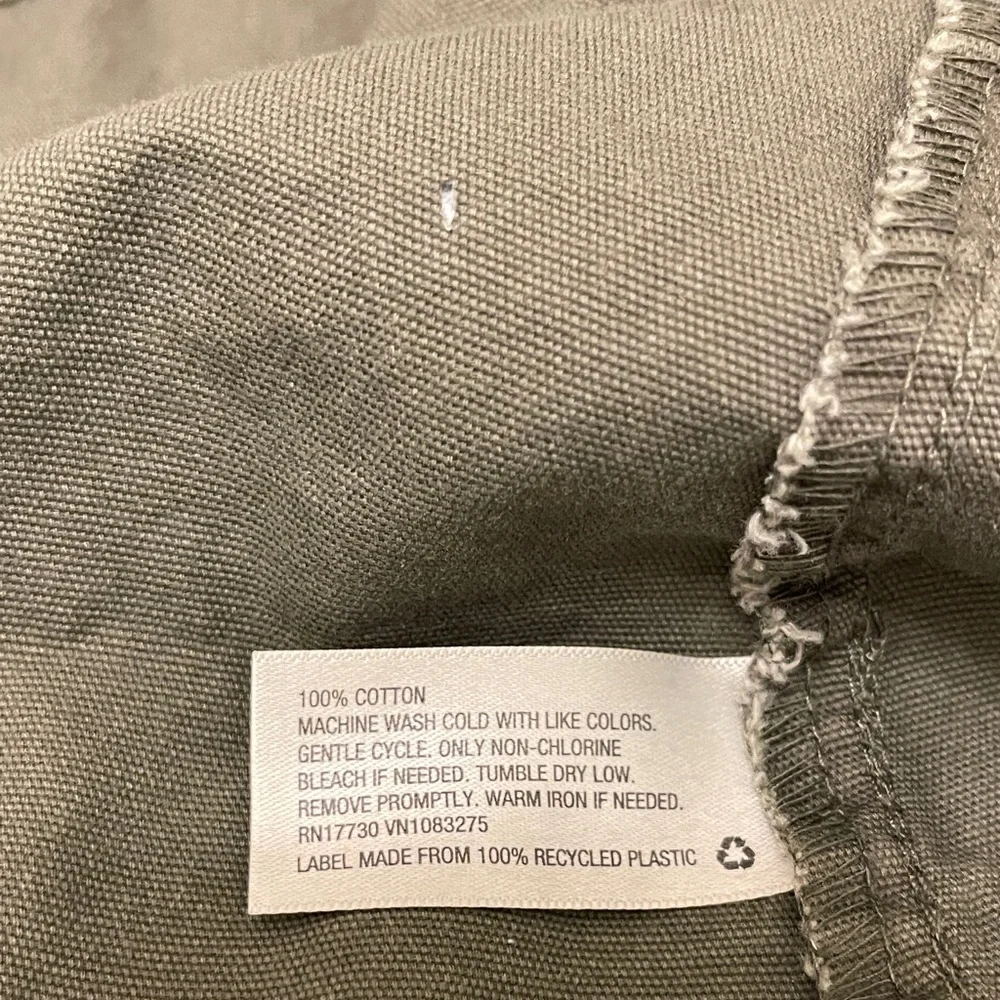 100% COTTON
MACHINE WASH COLD WITH LIKE COLORS.
GENTLE CYCLE. ONLY NON-CHLORINE
BLEACH IF NEEDED. TUMBLE DRY LOW.
REMOVE PROMPTLY. WARM IRON IF NEEDED.
RN17730 VN1083275
LABEL MADE FROM 100% RECYCLED PLASTIC